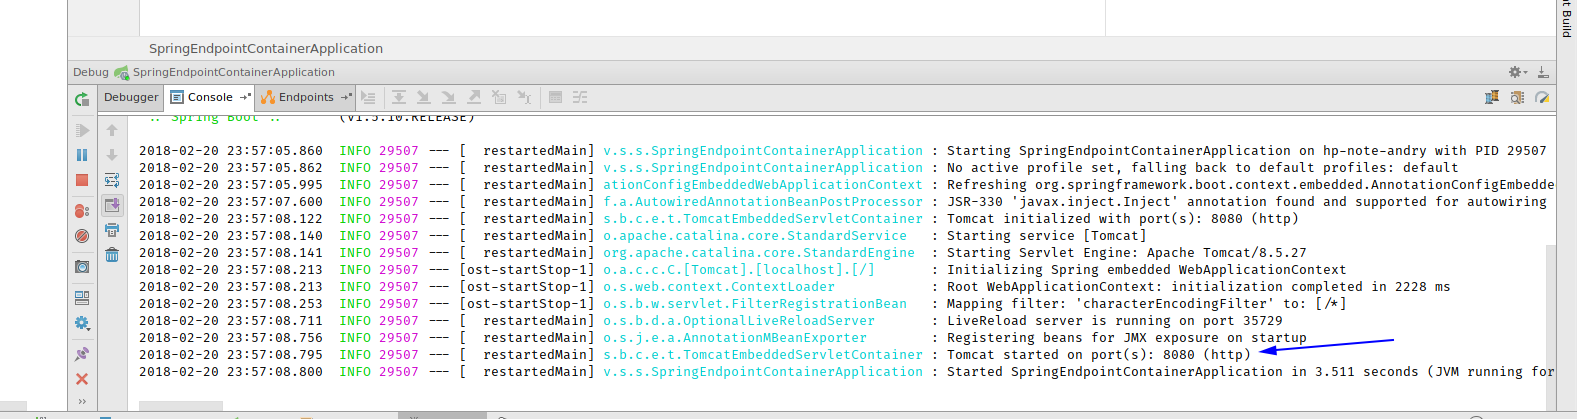 t Build
SpringEndpointContainerApplication
Debug SpringEndpointContainerApplication
Debugger Console Endpoints
:: Spring Boot :: (v1.5.10.RELEASE)
2018-02-20 23:57:05.860 INFO 29507 --- [ restartedMain] v.s.s.SpringEndpointContainerApplication : Starting SpringEndpointContainerApplication on hp-note-andry with PID 29507
2018-02-20 23:57:05.862 INFO 29507 --- [ restartedMain] v.s.s.SpringEndpointContainerApplication : No active profile set, falling back to default profiles: default
2018-02-20 23:57:05.995 INFO 29507 --- [ restartedMain] ationConfigEmbeddedWebApplicationContext : Refreshing org.springframework.boot.context.embedded.AnnotationConfigEmbedde
2018-02-20 23:57:07.600 INFO 29507 --- [ restartedMain] f.a.AutowiredAnnotationBeanPostProcessor : JSR-330 'javax.inject.Inject' annotation found and supported for autowiring
2018-02-20 23:57:08.122 INFO 29507 --- [ restartedMain] s.b.c.e.t.TomcatEmbeddedServletContainer : Tomcat initialized with port(s): 8080 (http)
2018-02-20 23:57:08.140 INFO 29507 --- [ restartedMain] o.apache.catalina.core.StandardService : Starting service [Tomcat]
2018-02-20 23:57:08.141 INFO 29507 --- [ restartedMain] org.apache.catalina.core.StandardEngine : Starting Servlet Engine: Apache Tomcat/8.5.27
2018-02-20 23:57:08.213 INFO 29507 --- [ost-startStop-1] o.a.c.c.C.[Tomcat].[localhost].[/] : Initializing Spring embedded WebApplicationContext
2018-02-20 23:57:08.213 INFO 29507 --- [ost-startStop-1] o.s.web.context.ContextLoader : Root WebApplicationContext: initialization completed in 2228 ms
2018-02-20 23:57:08.253 INFO 29507 --- [ost-startStop-1] o.s.b.w.servlet.FilterRegistrationBean : Mapping filter: 'characterEncodingFilter' to: [/*]
2018-02-20 23:57:08.711 INFO 29507 --- [ restartedMain] o.s.b.d.a.OptionalLiveReloadServer : LiveReload server is running on port 35729
2018-02-20 23:57:08.756 INFO 29507 --- [ restartedMain] o.s.j.e.a.AnnotationMBeanExporter : Registering beans for JMX exposure on startup
2018-02-20 23:57:08.795 INFO 29507 --- [ restartedMain] s.b.c.e.t.TomcatEmbeddedServletContainer : Tomcat started on port(s): 8080 (http)
2018-02-20 23:57:08.800 INFO 29507 --- [ restartedMain] v.s.s.SpringEndpointContainerApplication : Started SpringEndpointContainerApplication in 3.511 seconds (JVM running for